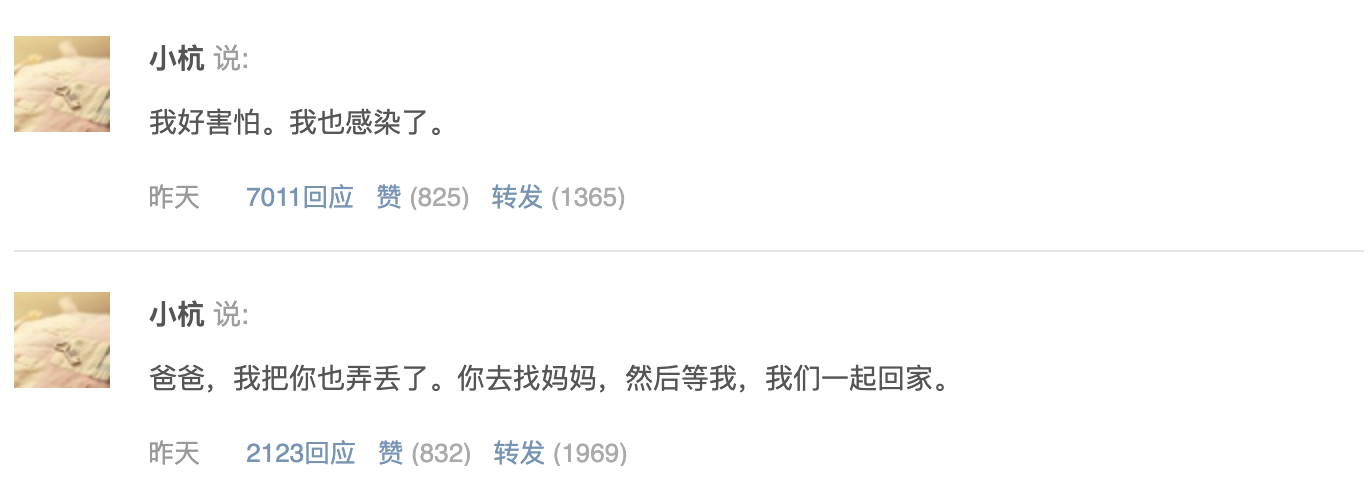 小杭 说:
我好害怕。我也感染了。
昨天 7011回应 赞 (825) 转发 (1365)
小杭 说:
爸爸，我把你也弄丢了。你去找妈妈，然后等我，我们一起回家。
昨天 2123回应 赞 (832) 转发 (1969)